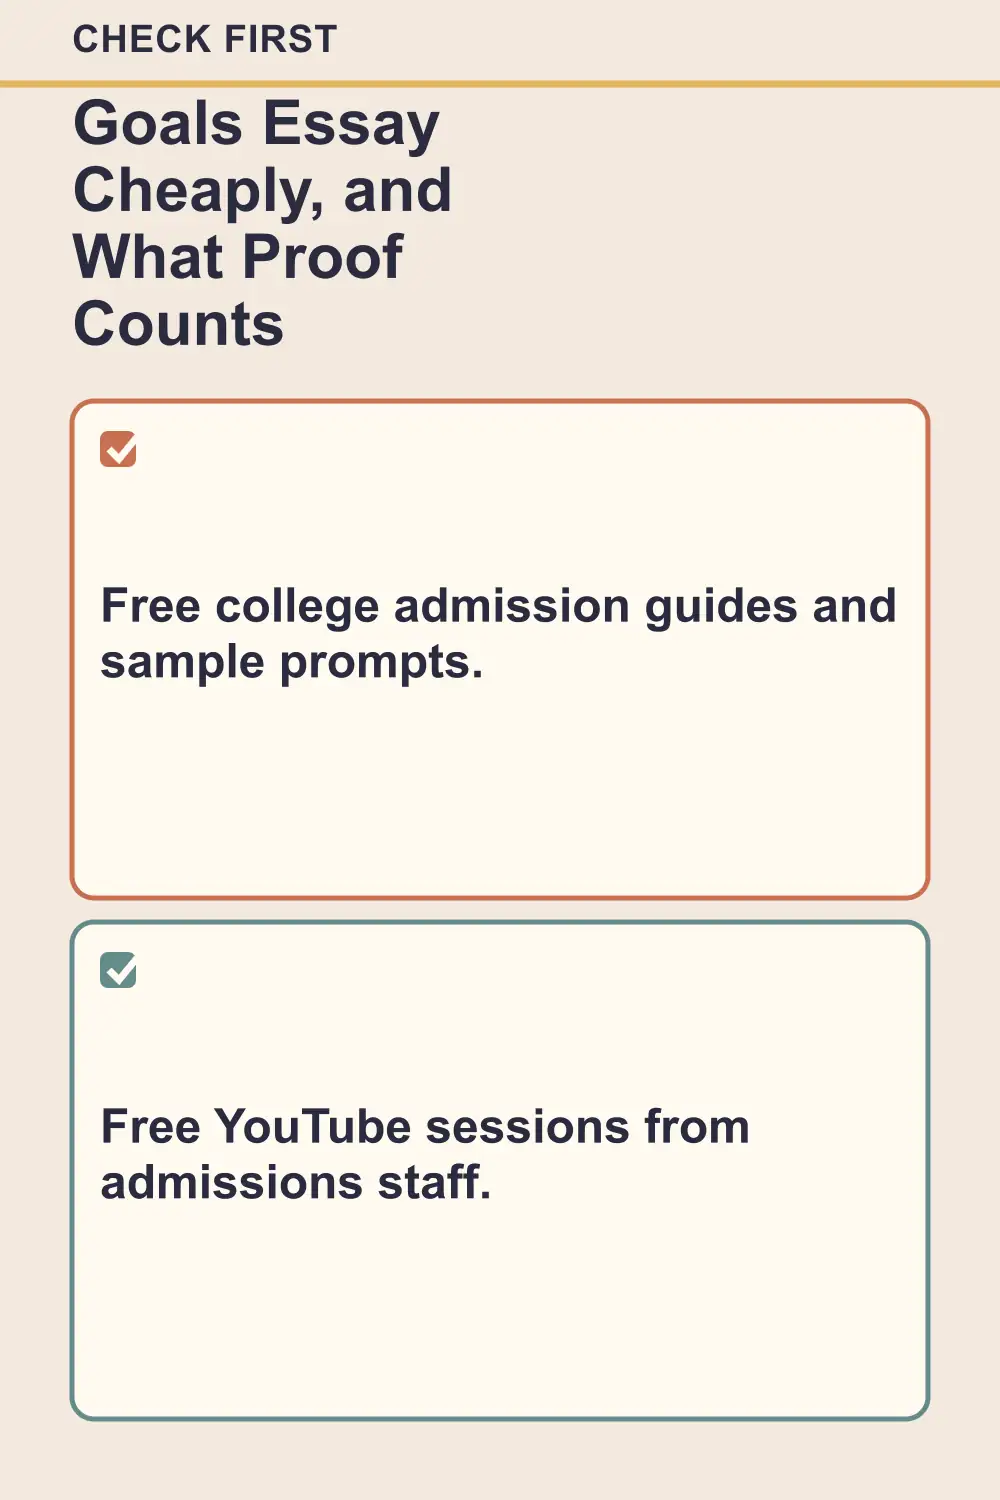 CHECK FIRST
Goals Essay
Cheaply, and
What Proof
Counts
Free college admission guides and
sample prompts.
Free YouTube sessions from
admissions staff.